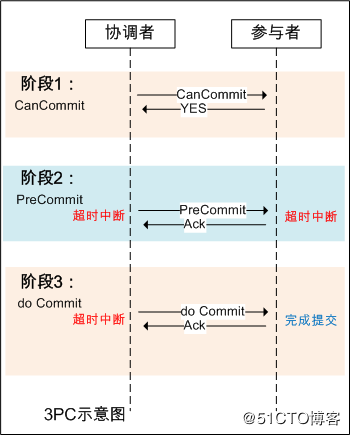 协调者
参与者
阶段1：
CanCommit
CanCommit
YES
阶段2：
PreCommit
PreCommit
超时中断
超时中断
Ack
阶段3：
do Commit
do Commit
超时中断
完成提交
Ack
3PC示意图
@51CTO博客